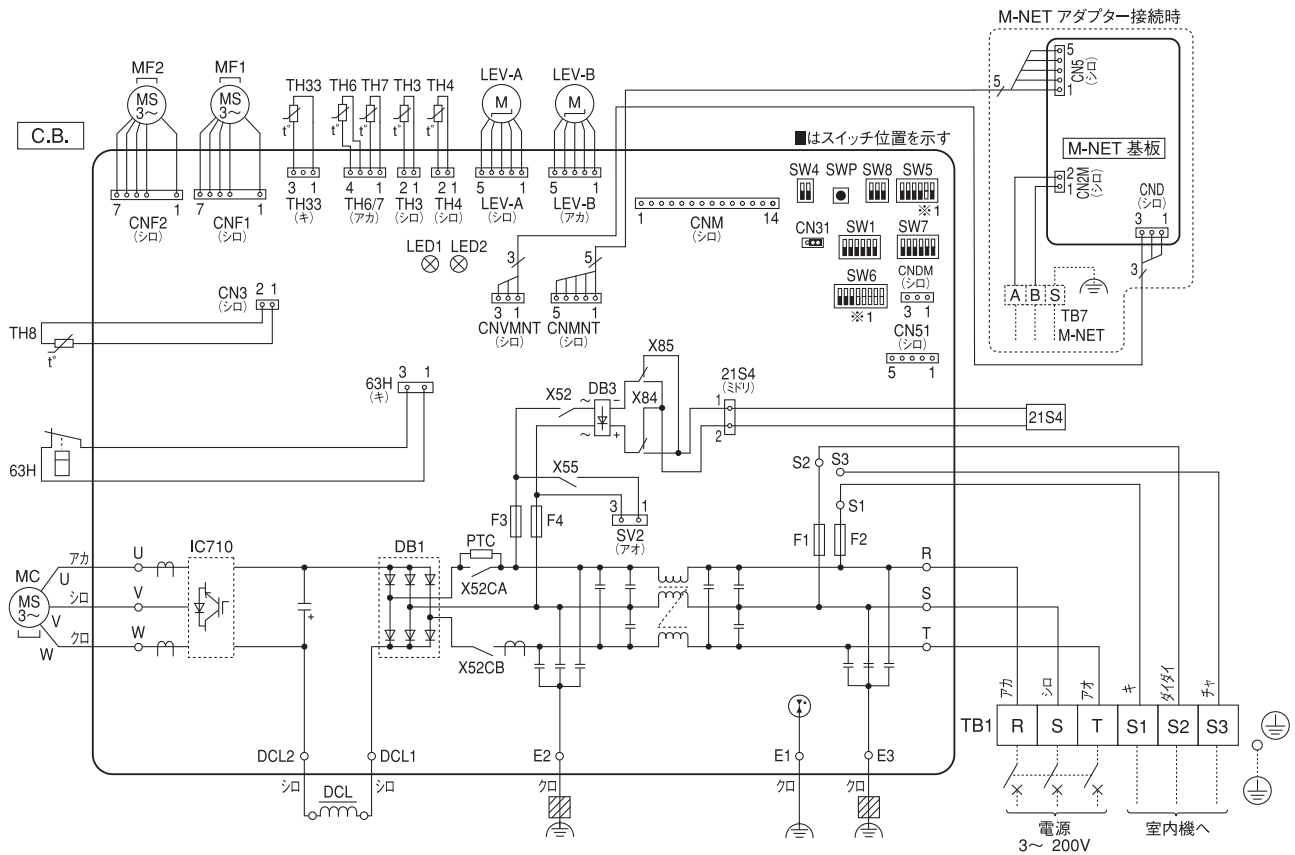 M-NET アダプター接続時
MF2
MF1
TH33
TH6
TH7
TH3
TH4
LEV-A
LEV-B
MS
3～
MS
3～
M
M
t°
t°
t°
t°
t°
5
1
CN5
(シロ)
5
C.B.
■はスイッチ位置を示す
M-NET 基板
2
1
CN2M
(シロ)
CND
(シロ)
3 1
3
A B S
TB7
M-NET
7 1
CNF2
(シロ)
7 1
CNF1
(シロ)
3 1
TH33
(キ)
4 1
TH6/7
(アカ)
2 1
TH3
(シロ)
2 1
TH4
(シロ)
5 1
LEV-A
(シロ)
5 1
LEV-B
(アカ)
1 14
CNM
(シロ)
SW4
SWP
SW8
SW5
※1
CN31
SW1
SW7
SW6
※1
CNDM
(シロ)
3 1
CN51
(シロ)
5 1
LED1
LED2
3
3 1
CNVMNT
(シロ)
5
5 1
CNMNT
(シロ)
CN3
(シロ)
2 1
TH8
t°
63H
(キ)
3 1
63H
X85
X52
DB3
X84
～
～
−
+
21S4
(ミドリ)
1
2
21S4
X55
3 1
SV2
(アオ)
F3
F4
S2
S3
S1
F1
F2
IC710
DB1
PTC
X52CA
X52CB
MC
MS
3～
アカ
U
シロ
V
クロ
W
U
V
W
+
R
S
T
DCL2
DCL1
シロ
シロ
DCL
E2
クロ
E1
クロ
E3
クロ
アカ
シロ
アオ
キ
ダイダイ
チャ
TB1
R S T S1 S2 S3
電源
3～ 200V
室内機へ